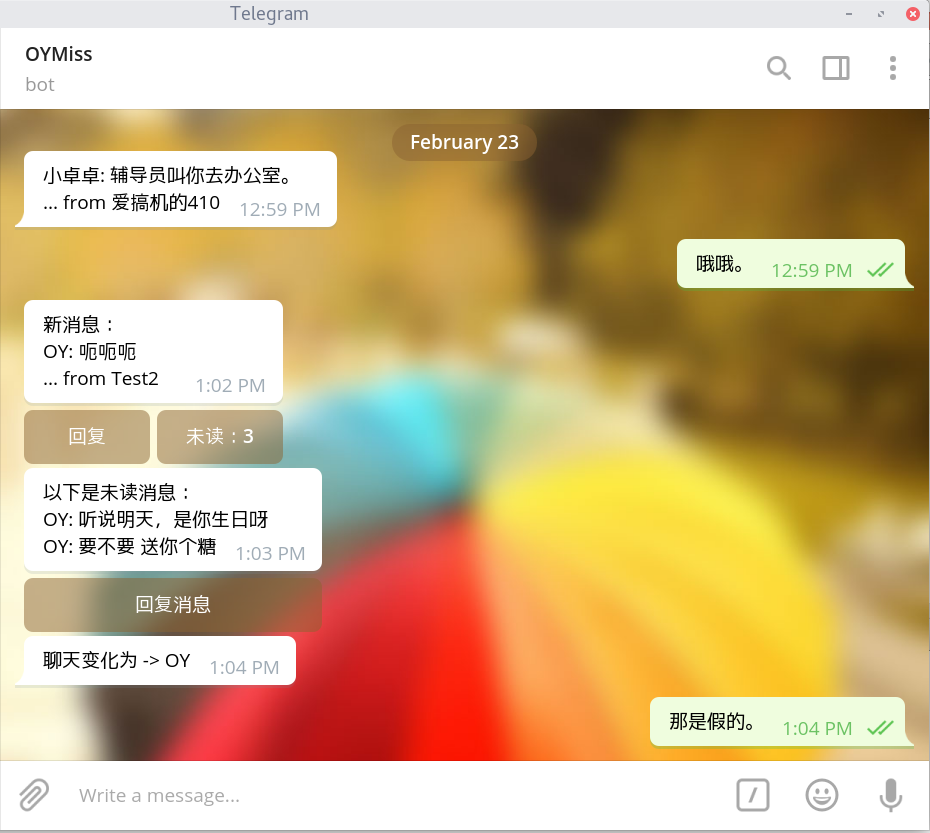 Telegram
OYMiss
bot
February 23
小卓卓: 辅导员叫你去办公室。
... from 爱搞机的410 12:59 PM
哦哦。 12:59 PM
新消息：
OY: 呃呃呃
... from Test2 1:02 PM
回复 未读：3
以下是未读消息：
OY: 听说明天，是你生日呀
OY: 要不要 送你个糖 1:03 PM
回复消息
聊天变化为 -> OY 1:04 PM
那是假的。 1:04 PM
Write a message...